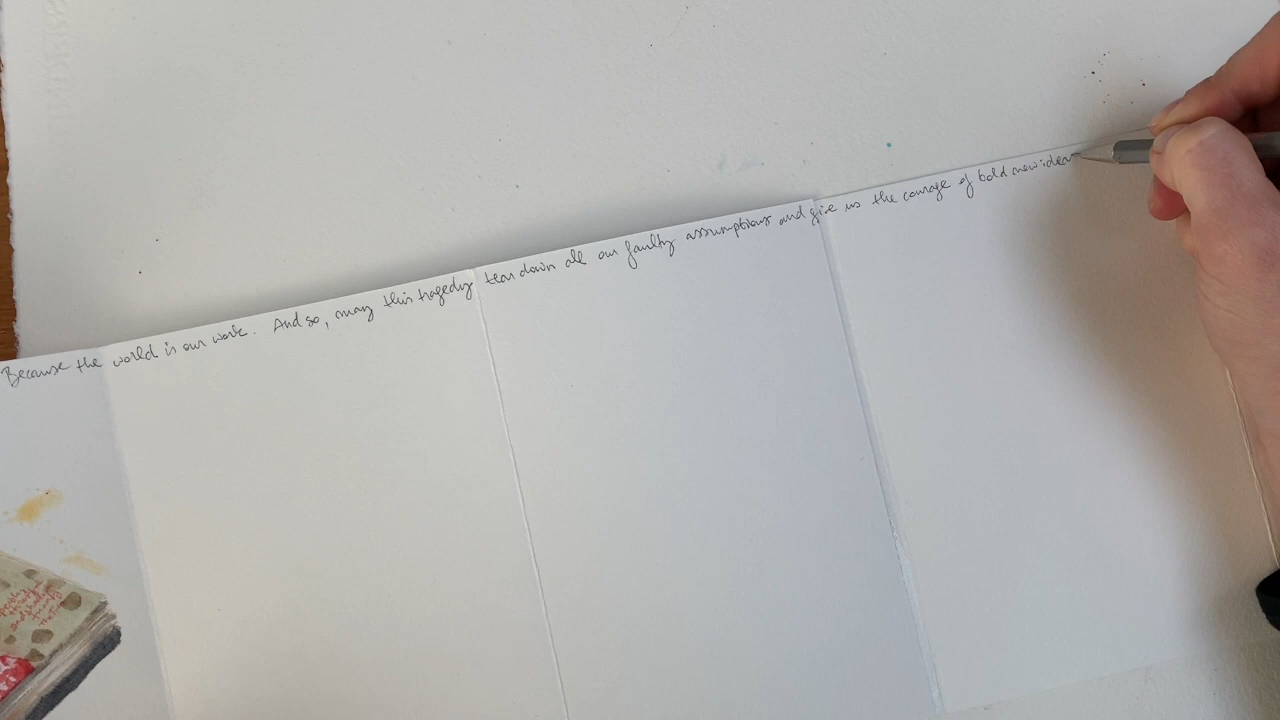 Because the world is our work. And so, may this tragedy tear down all our faulty assumptions and give us the courage of bold new idea